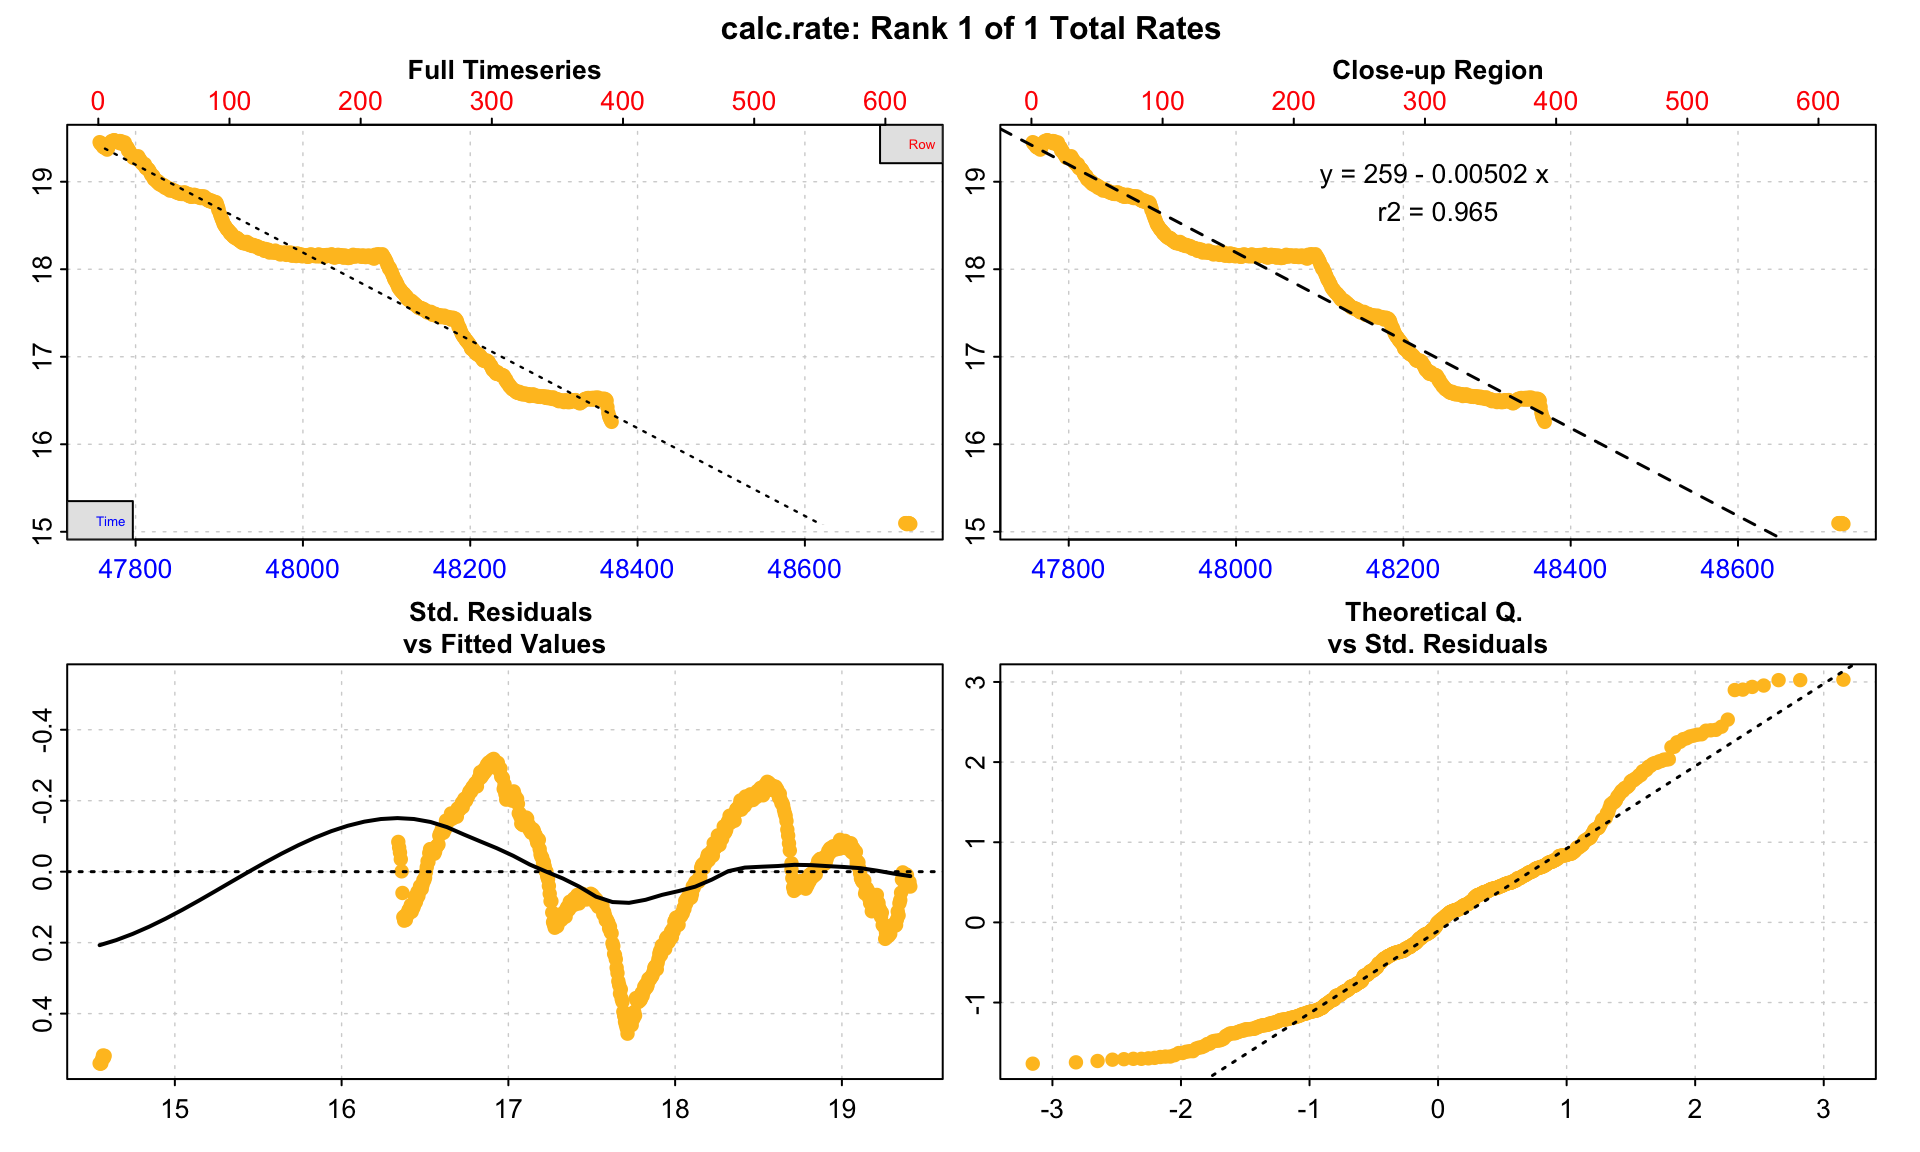 calc.rate: Rank 1 of 1 Total Rates
Full Timeseries
0 100 200 300 400 500 600
Row
19
18
17
16
15
Time
47800 48000 48200 48400 48600
Close-up Region
0 100 200 300 400 500 600
y = 259 - 0.00502 x
r2 = 0.965
19
18
17
16
15
47800 48000 48200 48400 48600
Std. Residuals
vs Fitted Values
-0.4
-0.2
0.0
0.2
0.4
15 16 17 18 19
Theoretical Q.
vs Std. Residuals
3
2
1
0
-1
-3 -2 -1 0 1 2 3